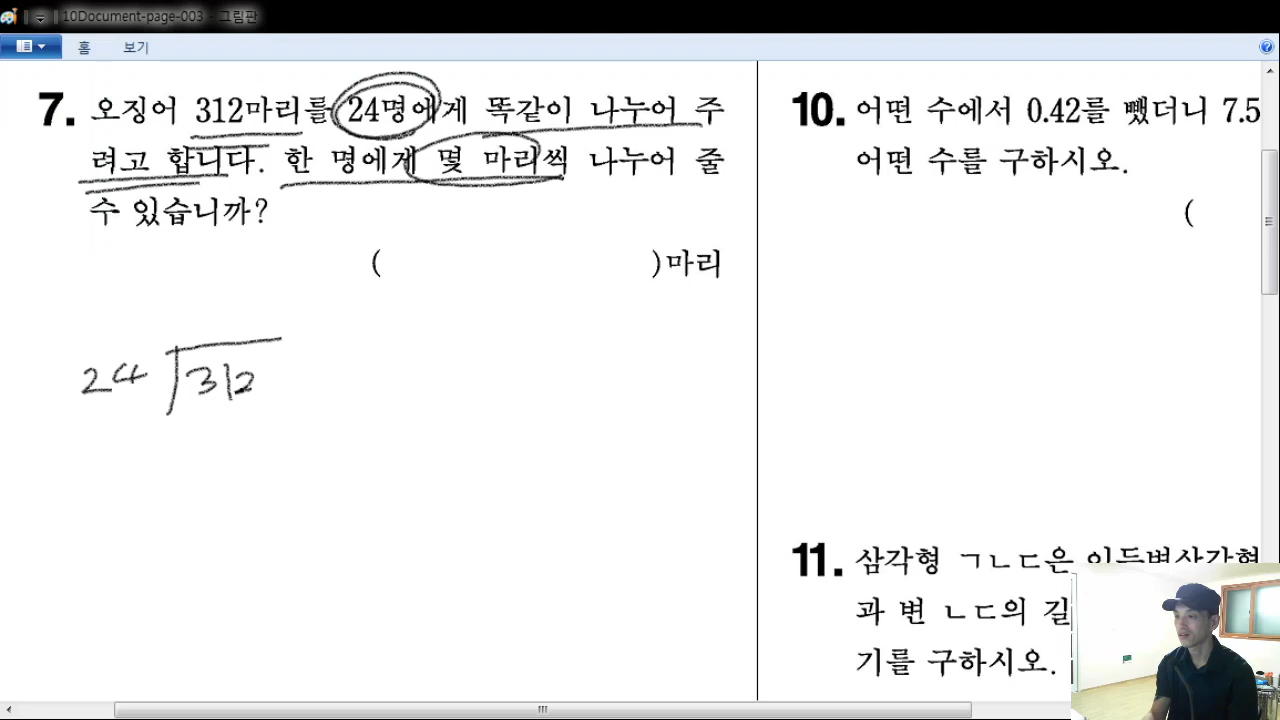 10Document-page-003 - 그림판
홈 보기
7. 오징어 312마리를 24명에게 똑같이 나누어 주
려고 합니다. 한 명에게 몇 마리씩 나누어 줄
수 있습니까?
( )마리
24 312
10. 어떤 수에서 0.42를 뺐더니 7.5
어떤 수를 구하시오.
(
11. 삼각형 ㄱㄴㄷ은 이등변삼각형
과 변 ㄴㄷ의 길
기를 구하시오.